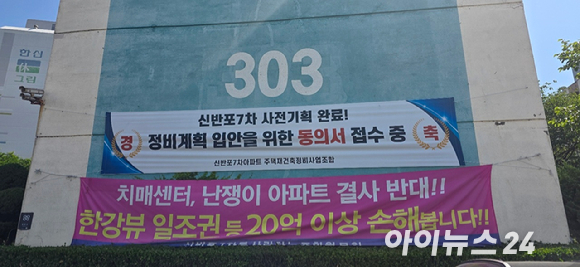 한신
休
그린
303
신반포7차 사전기획 완료!
경 정비계획 입안을 위한 동의서 접수 중 축
신반포7차아파트 주택재건축정비사업조합
치매센터, 난쟁이 아파트 결사 반대!!
한강뷰 일조권 등 20억 이상 손해봅니다!!
아이뉴스24